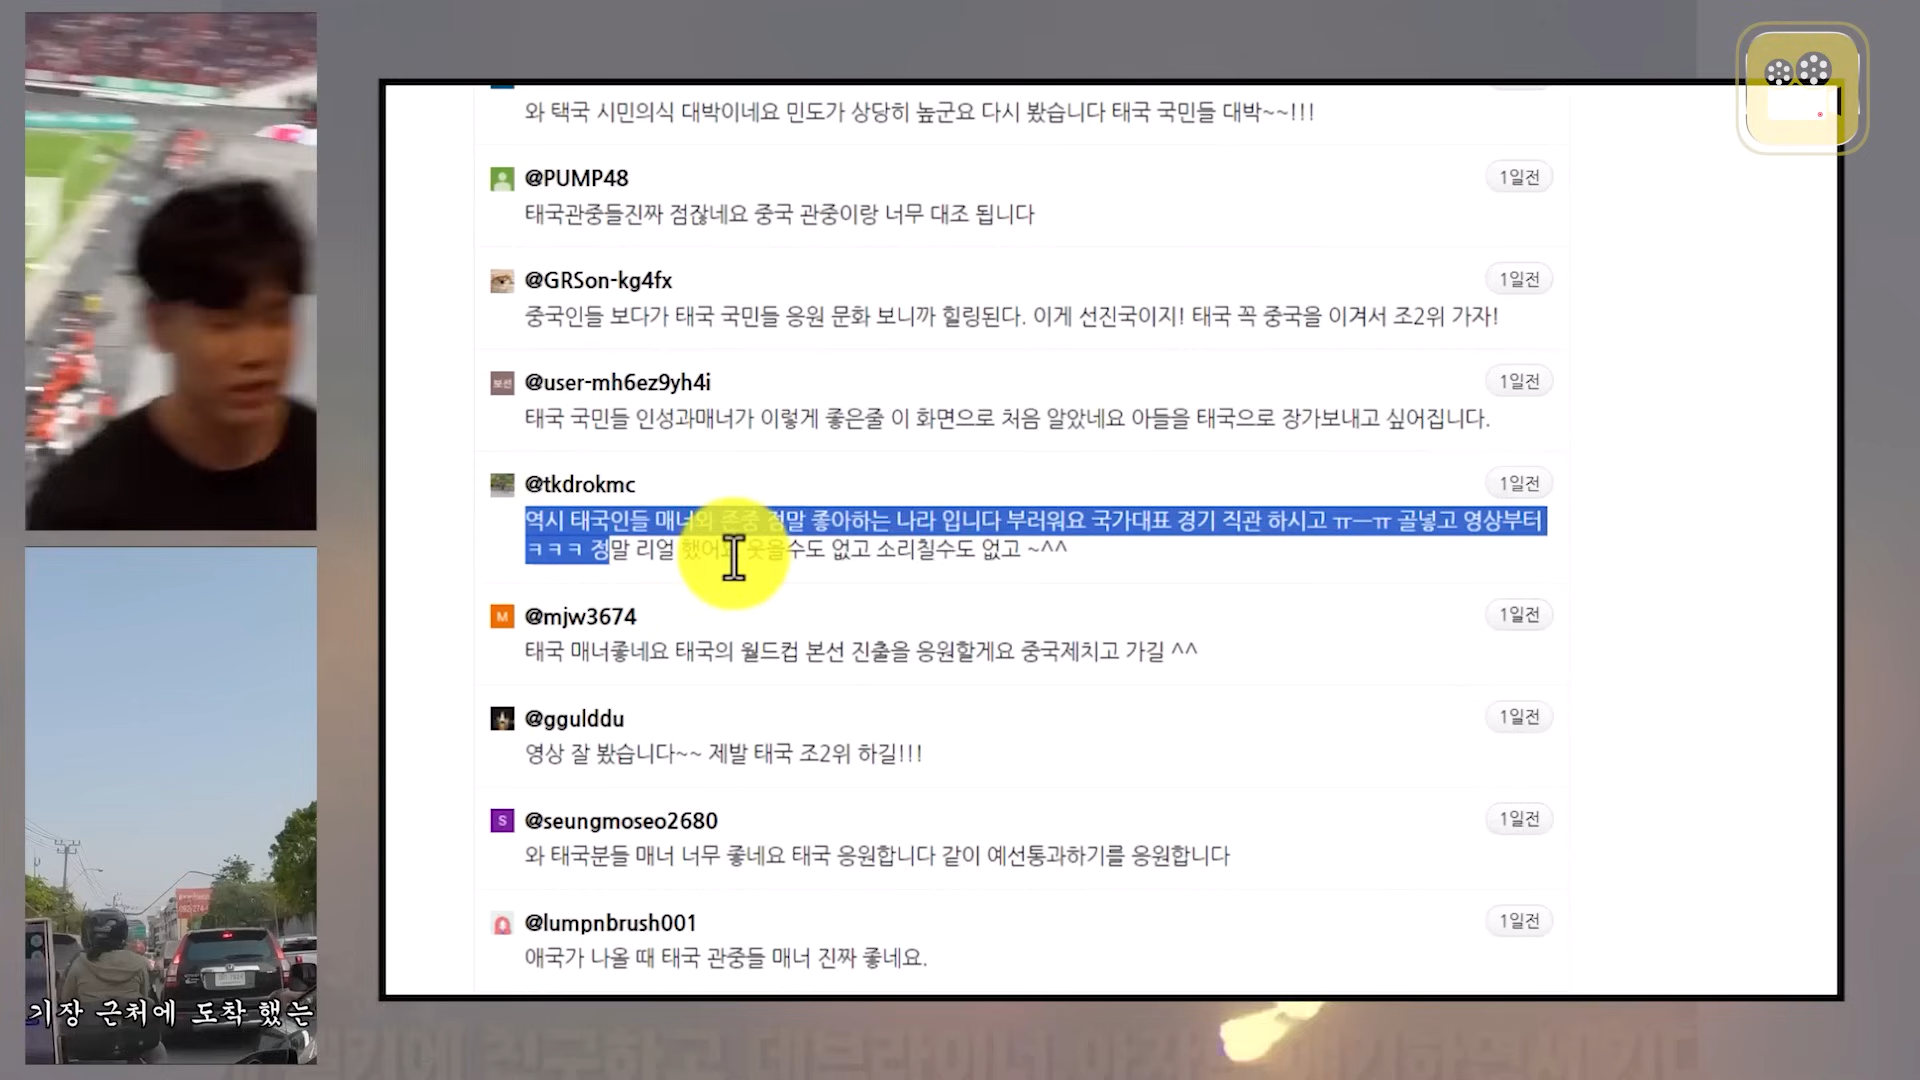 와 택국 시민의식 대박이네요 민도가 상당히 높군요 다시 봤습니다 태국 국민들 대박~~!!!
@PUMP48
1일전
태국관중들진짜 점잖네요 중국 관중이랑 너무 대조 됩니다
@GRSon-kg4fx
1일전
중국인들 보다가 태국 국민들 응원 문화 보니까 힐링된다. 이게 선진국이지! 태국 꼭 중국을 이겨서 조2위 가자!
보선
@user-mh6ez9yh4i
1일전
태국 국민들 인성과매너가 이렇게 좋은줄 이 화면으로 처음 알았네요 아들을 태국으로 장가보내고 싶어집니다.
@tkdrokmc
1일전
역시 태국인들 매너와 존중 정말 좋아하는 나라 입니다 부러워요 국가대표 경기 직관 하시고 ㅠㅡㅠ 골넣고 영상부터
ㅋㅋㅋ 정말 리얼 했어요 웃을수도 없고 소리칠수도 없고 ~^^
M
@mjw3674
1일전
태국 매너좋네요 태국의 월드컵 본선 진출을 응원할게요 중국제치고 가길 ^^
@ggulddu
1일전
영상 잘 봤습니다~~ 제발 태국 조2위 하길!!!
S
@seungmoseo2680
1일전
와 태국분들 매너 너무 좋네요 태국 응원합니다 같이 예선통과하기를 응원합니다
@lumpnbrush001
1일전
애국가 나올 때 태국 관중들 매너 진짜 좋네요.
기장 근처에 도착 했는